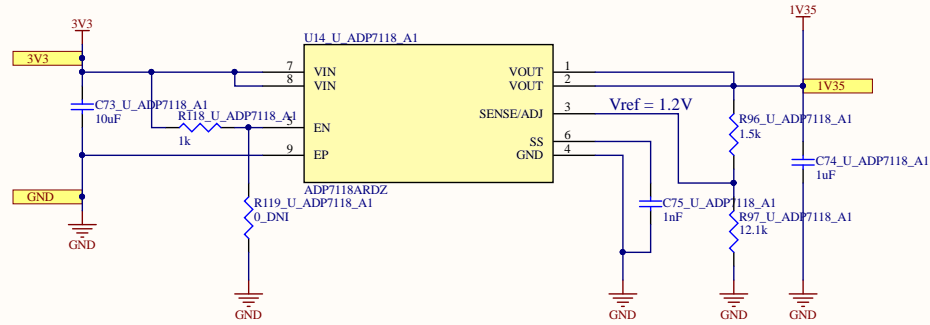 3V3
1V35
U14_U_ADP7118_A1
3V3
7
VIN
VOUT
1
8
VIN
VOUT
2
1V35
C73_U_ADP7118_A1
10uF
R118_U_ADP7118_A1
1k
5
EN
SENSE/ADJ
3
Vref = 1.2V
R96_U_ADP7118_A1
1.5k
SS
6
9
EP
GND
4
C74_U_ADP7118_A1
1uF
ADP7118ARDZ
GND
R119_U_ADP7118_A1
0_DNI
C75_U_ADP7118_A1
1nF
R97_U_ADP7118_A1
12.1k
GND
GND
GND
GND
GND